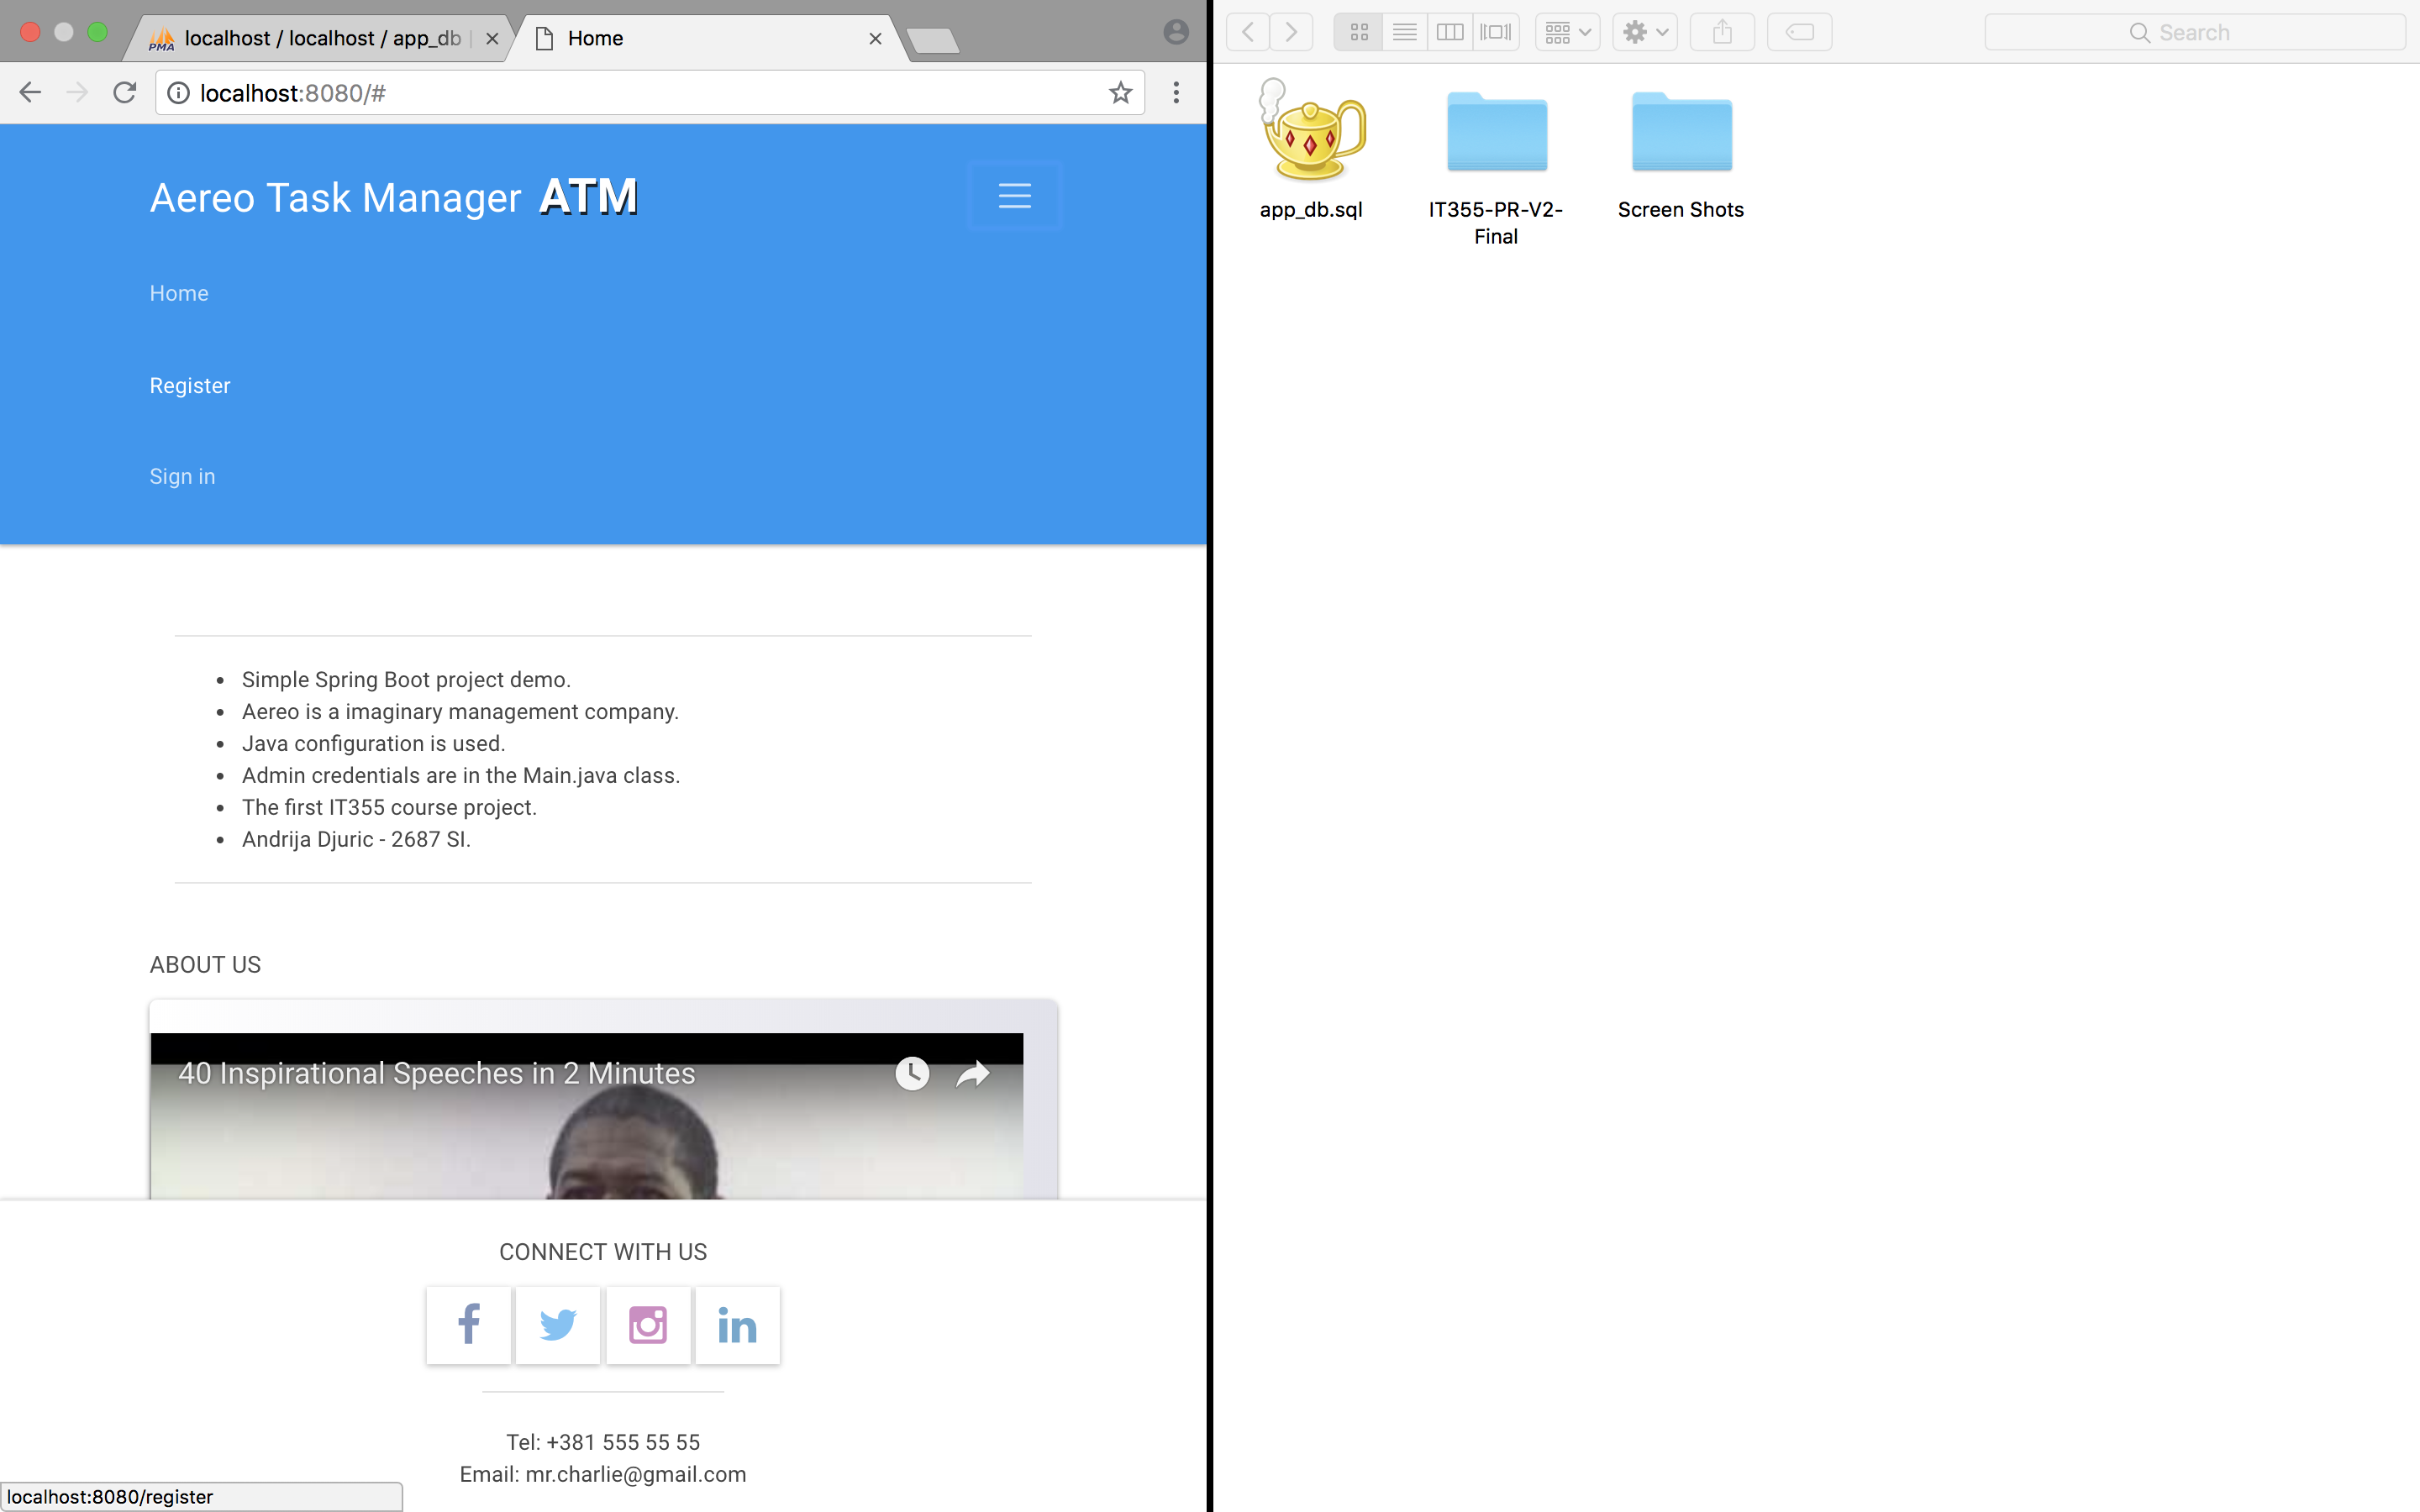 localhost / localhost / app_db |
Home
localhost:8080/#
Search
Aereo Task Manager ATM
Home
Register
Sign in
Simple Spring Boot project demo.
Aereo is a imaginary management company.
Java configuration is used.
Admin credentials are in the Main.java class.
The first IT355 course project.
Andrija Djuric - 2687 SI.
ABOUT US
40 Inspirational Speeches in 2 Minutes
CONNECT WITH US
Tel: +381 555 55 55
Email: mr.charlie@gmail.com
localhost:8080/register
app_db.sql
IT355-PR-V2-
Final
Screen Shots